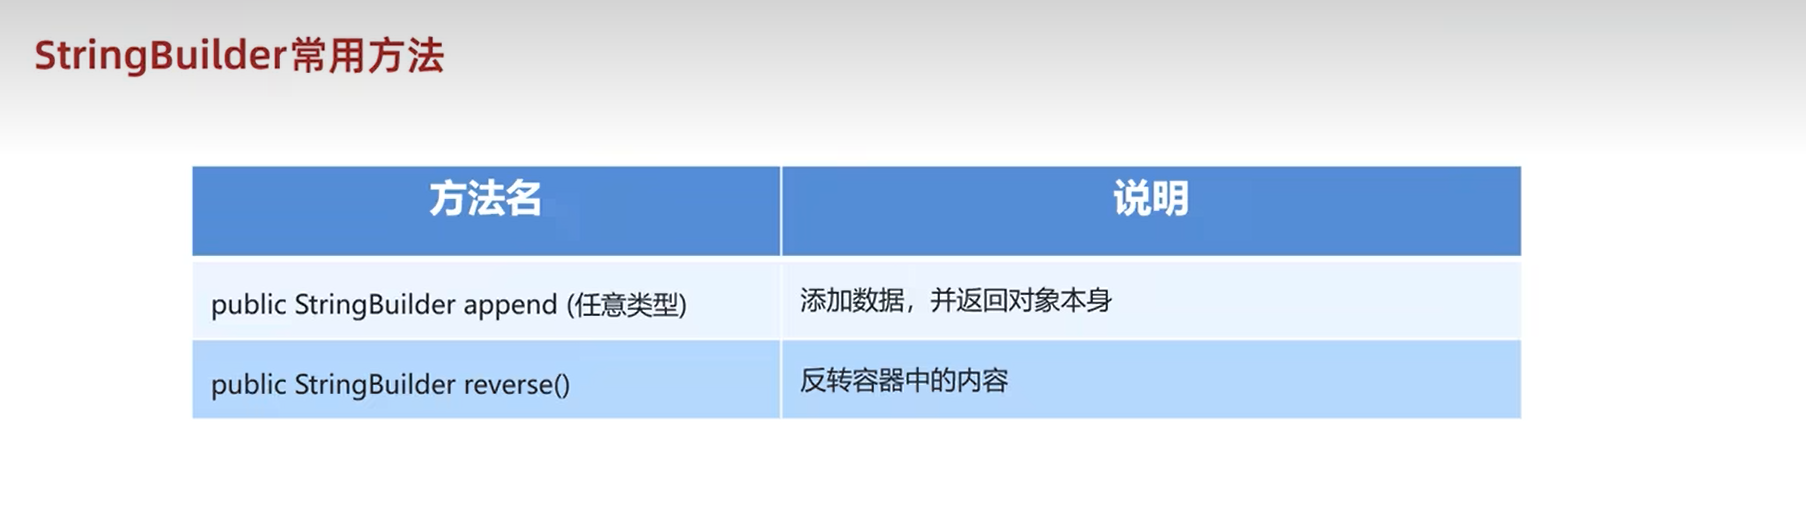 StringBuilder常用方法
方法名 说明
public StringBuilder append (任意类型) 添加数据，并返回对象本身
public StringBuilder reverse() 反转容器中的内容